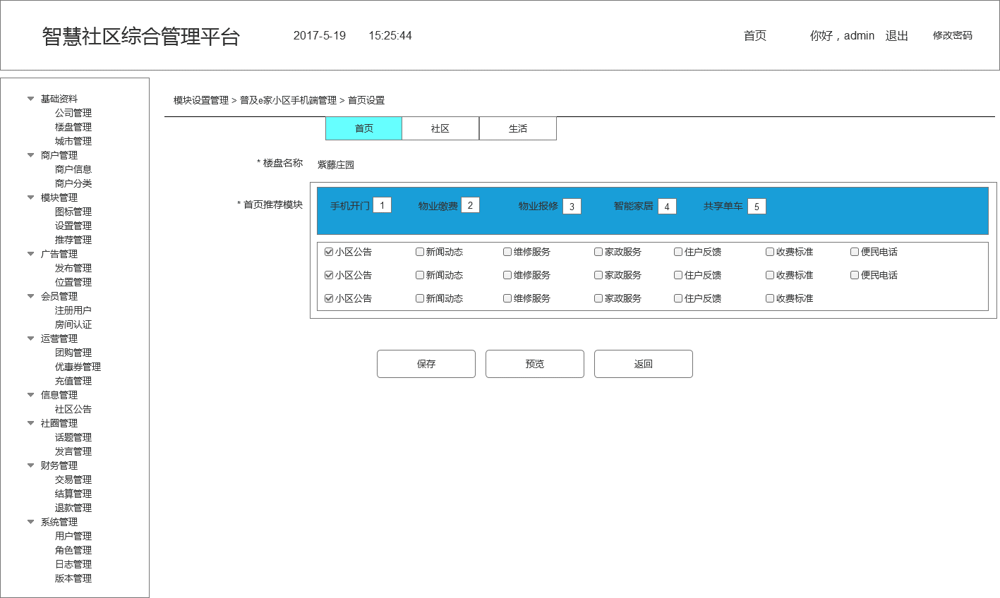 智慧社区综合管理平台 2017-5-19 15:25:44 首页 你好，admin 退出 修改密码
基础资料
公司管理
楼盘管理
城市管理
商户管理
商户信息
商户分类
模块管理
图标管理
设置管理
推荐管理
广告管理
发布管理
位置管理
会员管理
注册用户
房间认证
运营管理
团购管理
优惠券管理
充值管理
信息管理
社区公告
社圈管理
话题管理
发言管理
财务管理
交易管理
结算管理
退款管理
系统管理
用户管理
角色管理
日志管理
版本管理
模块设置管理 > 普及e家小区手机端管理 > 首页设置
首页 社区 生活
* 楼盘名称 紫藤庄园
* 首页推荐模块 手机开门 1 物业缴费 2 物业报修 3 智能家居 4 共享单车 5
小区公告 新闻动态 维修服务 家政服务 住户反馈 收费标准 便民电话
小区公告 新闻动态 维修服务 家政服务 住户反馈 收费标准 便民电话
小区公告 新闻动态 维修服务 家政服务 住户反馈 收费标准
保存 预览 返回